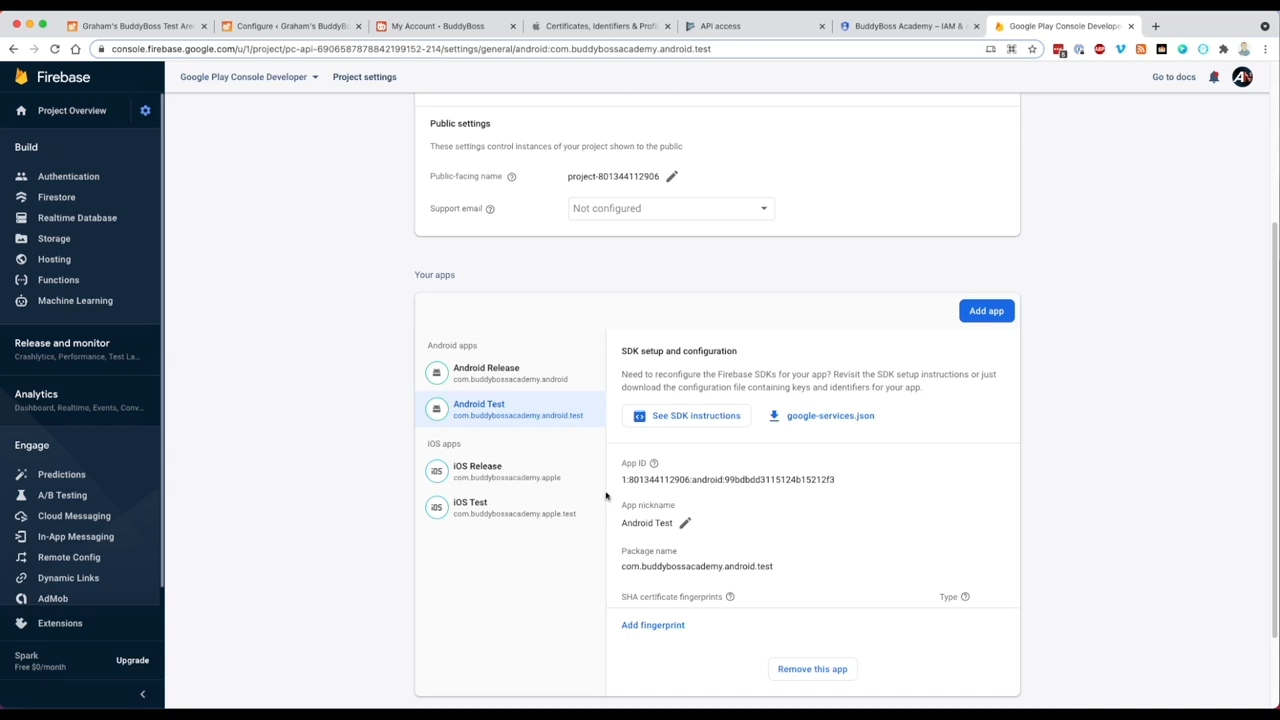 Graham's BuddyBoss Test Are
Configure ‹ Graham's BuddyB
My Account - BuddyBoss
Certificates, Identifiers & Profi
API access
BuddyBoss Academy – IAM &
Google Play Console Develope
console.firebase.google.com/u/1/project/pc-api-6906587878842199152-214/settings/general/android:com.buddybossacademy.android.test
Firebase
Google Play Console Developer
Project settings
Go to docs
Project Overview
Build
Authentication
Firestore
Realtime Database
Storage
Hosting
Functions
Machine Learning
Release and monitor
Crashlytics, Performance, Test La...
Analytics
Dashboard, Realtime, Events, Conv...
Engage
Predictions
A/B Testing
Cloud Messaging
In-App Messaging
Remote Config
Dynamic Links
AdMob
Extensions
Spark
Free $0/month
Upgrade
Public settings
These settings control instances of your project shown to the public
Public-facing name
project-801344112906
Support email
Not configured
Your apps
Add app
Android apps
Android Release
com.buddybossacademy.android
Android Test
com.buddybossacademy.android.test
iOS apps
iOS
iOS Release
com.buddybossacademy.apple
iOS
iOS Test
com.buddybossacademy.apple.test
SDK setup and configuration
Need to reconfigure the Firebase SDKs for your app? Revisit the SDK setup instructions or just
download the configuration file containing keys and identifiers for your app.
See SDK instructions
google-services.json
App ID
1:801344112906:android:99bdbdd3115124b15212f3
App nickname
Android Test
Package name
com.buddybossacademy.android.test
SHA certificate fingerprints
Type
Add fingerprint
Remove this app